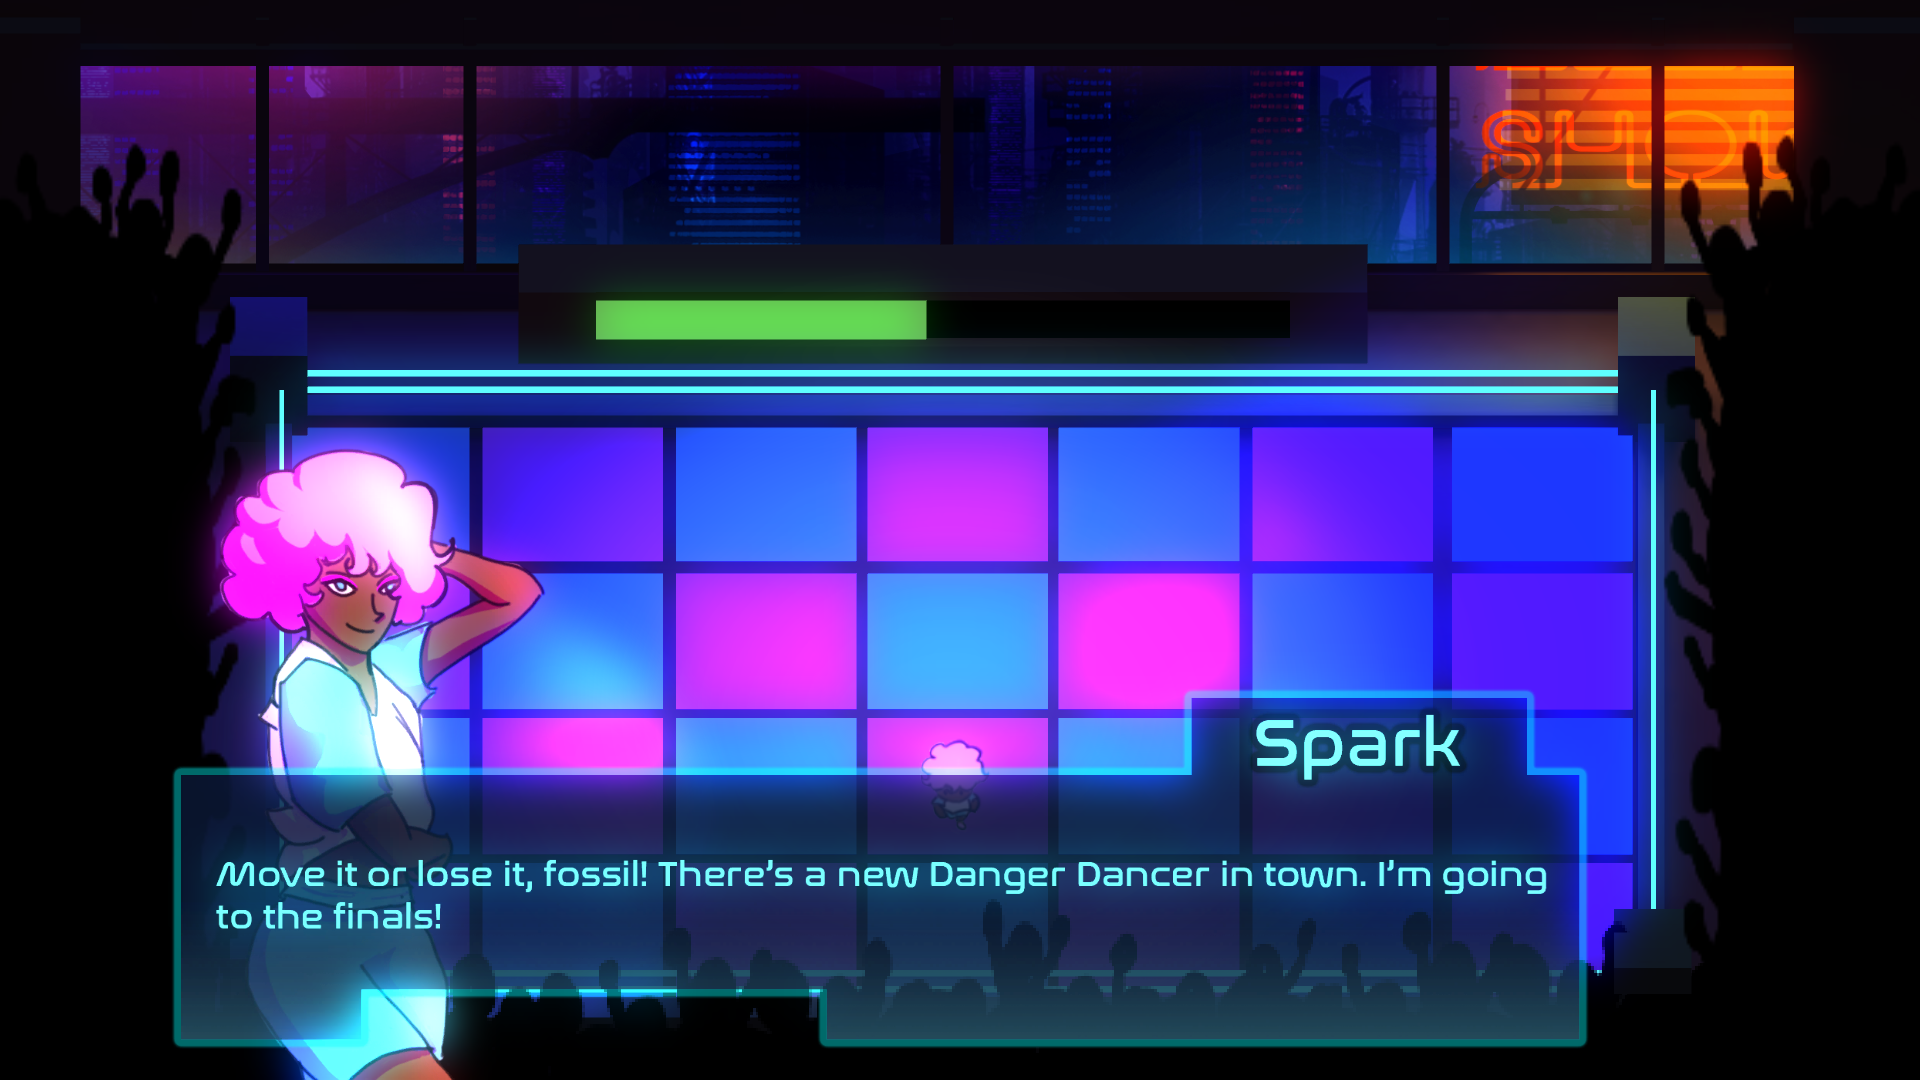 Spark
Move it or lose it, fossil! There's a new Danger Dancer in town. I'm going
to the finals!